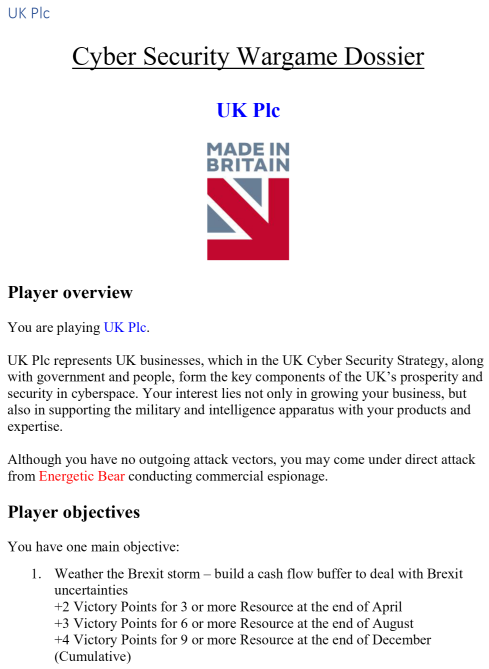 UK Plc
Cyber Security Wargame Dossier
UK Plc
MADE IN
BRITAIN
Player overview
You are playing UK Plc.
UK Plc represents UK businesses, which in the UK Cyber Security Strategy, along
with government and people, form the key components of the UK’s prosperity and
security in cyberspace. Your interest lies not only in growing your business, but
also in supporting the military and intelligence apparatus with your products and
expertise.
Although you have no outgoing attack vectors, you may come under direct attack
from Energetic Bear conducting commercial espionage.
Player objectives
You have one main objective:
1. Weather the Brexit storm – build a cash flow buffer to deal with Brexit
uncertainties
+2 Victory Points for 3 or more Resource at the end of April
+3 Victory Points for 6 or more Resource at the end of August
+4 Victory Points for 9 or more Resource at the end of December
(Cumulative)